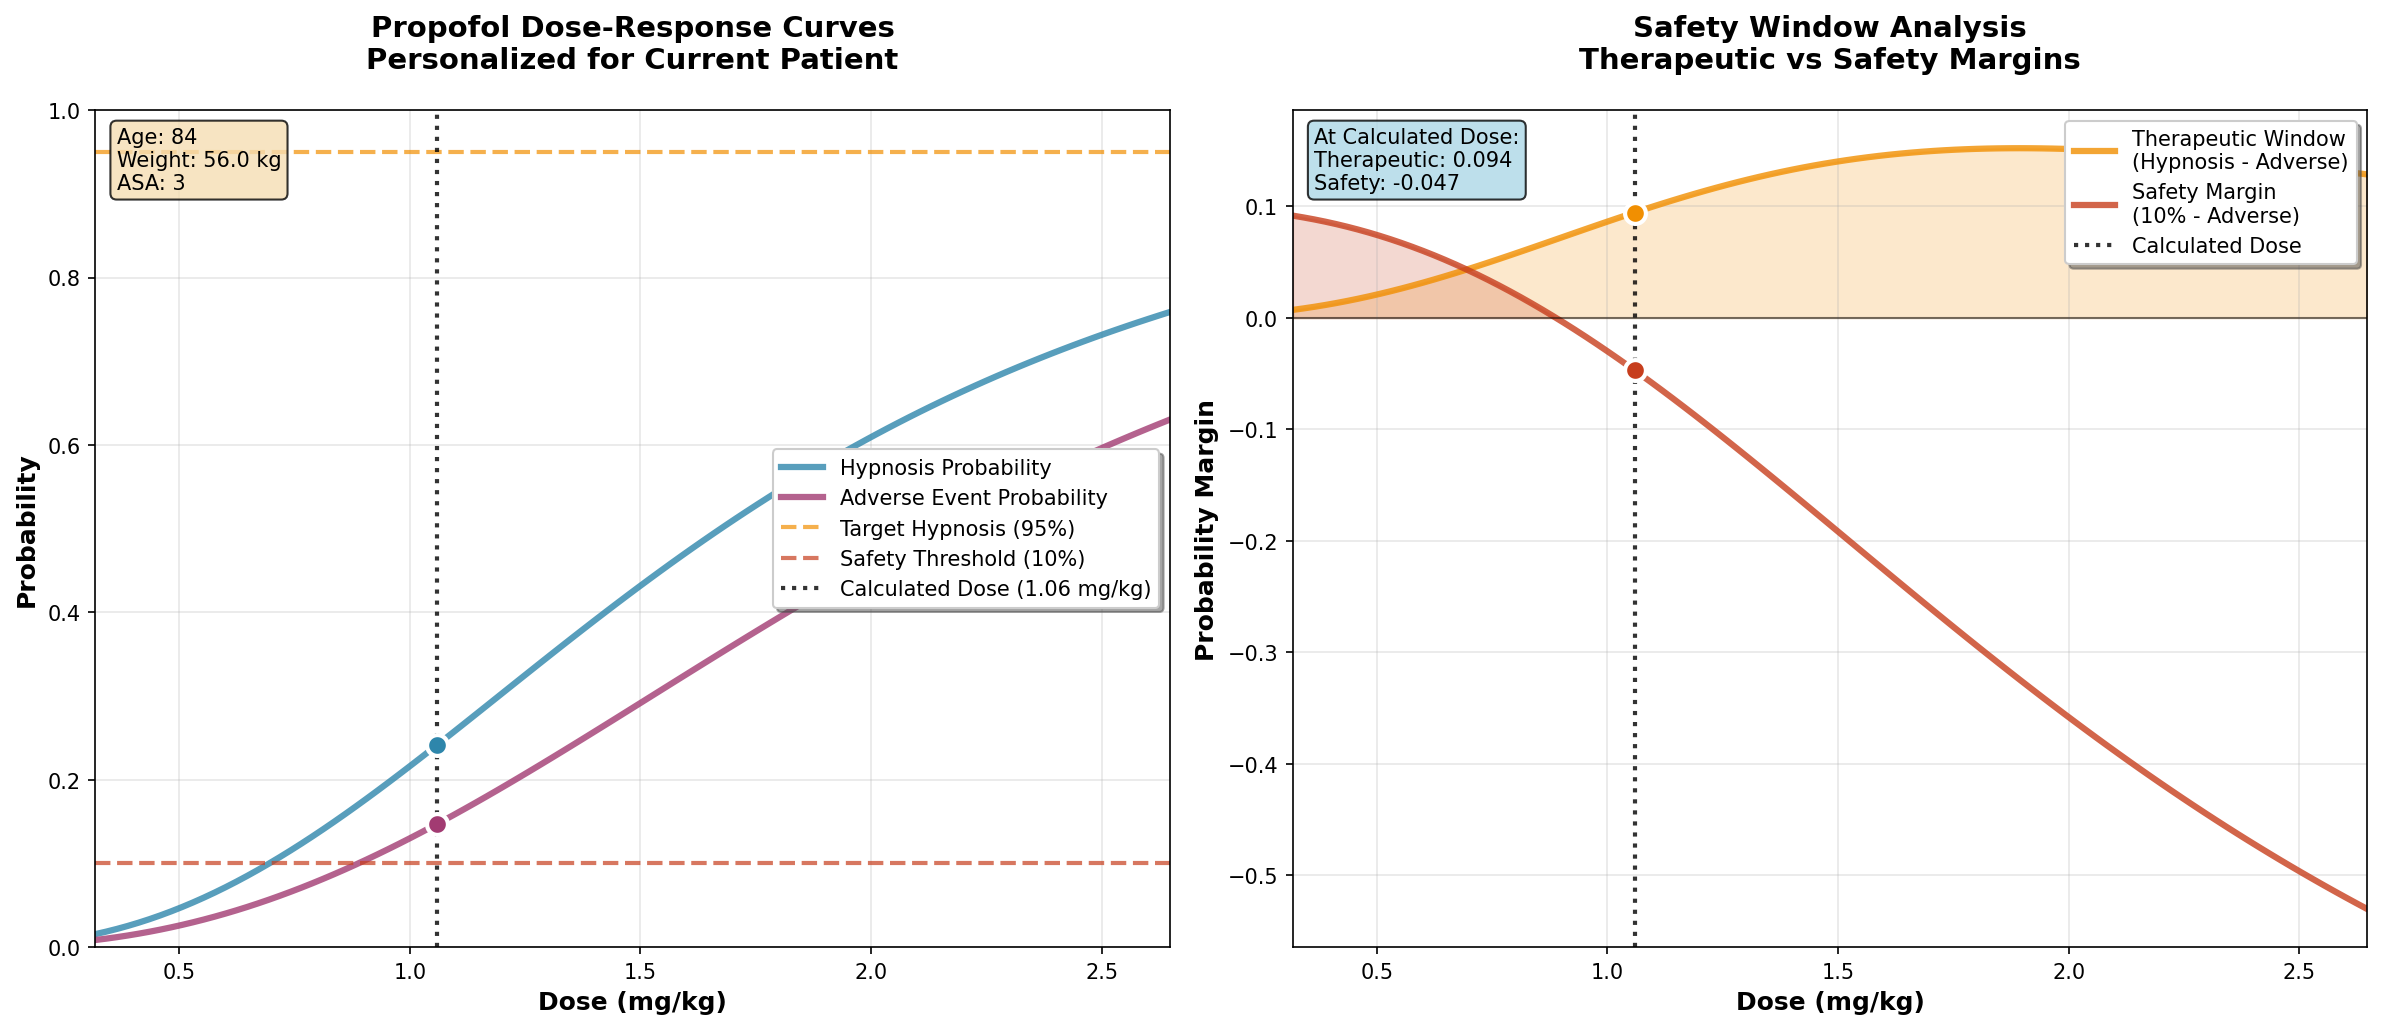 Propofol Dose-Response Curves
Personalized for Current Patient
Age: 84
Weight: 56.0 kg
ASA: 3
1.0
0.8
0.6
0.4
0.2
0.0
Probability
Hypnosis Probability
Adverse Event Probability
Target Hypnosis (95%)
Safety Threshold (10%)
Calculated Dose (1.06 mg/kg)
0.5 1.0 1.5 2.0 2.5
Dose (mg/kg)
Safety Window Analysis
Therapeutic vs Safety Margins
At Calculated Dose:
Therapeutic: 0.094
Safety: -0.047
Therapeutic Window
(Hypnosis - Adverse)
Safety Margin
(10% - Adverse)
Calculated Dose
0.1
0.0
−0.1
−0.2
−0.3
−0.4
−0.5
Probability Margin
0.5 1.0 1.5 2.0 2.5
Dose (mg/kg)